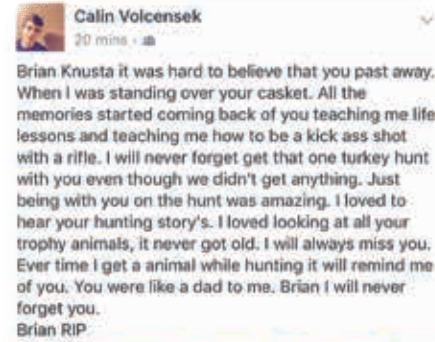 Calin Volcensek
20 mins
Brian Knusta it was hard to believe that you past away.
When I was standing over your casket. All the
memories started coming back of you teaching me life
lessons and teaching me how to be a kick ass shot
with a rifle. I will never forget get that one turkey hunt
with you even though we didn't get anything. Just
being with you on the hunt was amazing. I loved to
hear your hunting story's. I loved looking at all your
trophy animals, it never got old. I will always miss you.
Ever time I get a animal while hunting it will remind me
of you. You were like a dad to me. Brian I will never
forget you.
Brian RIP